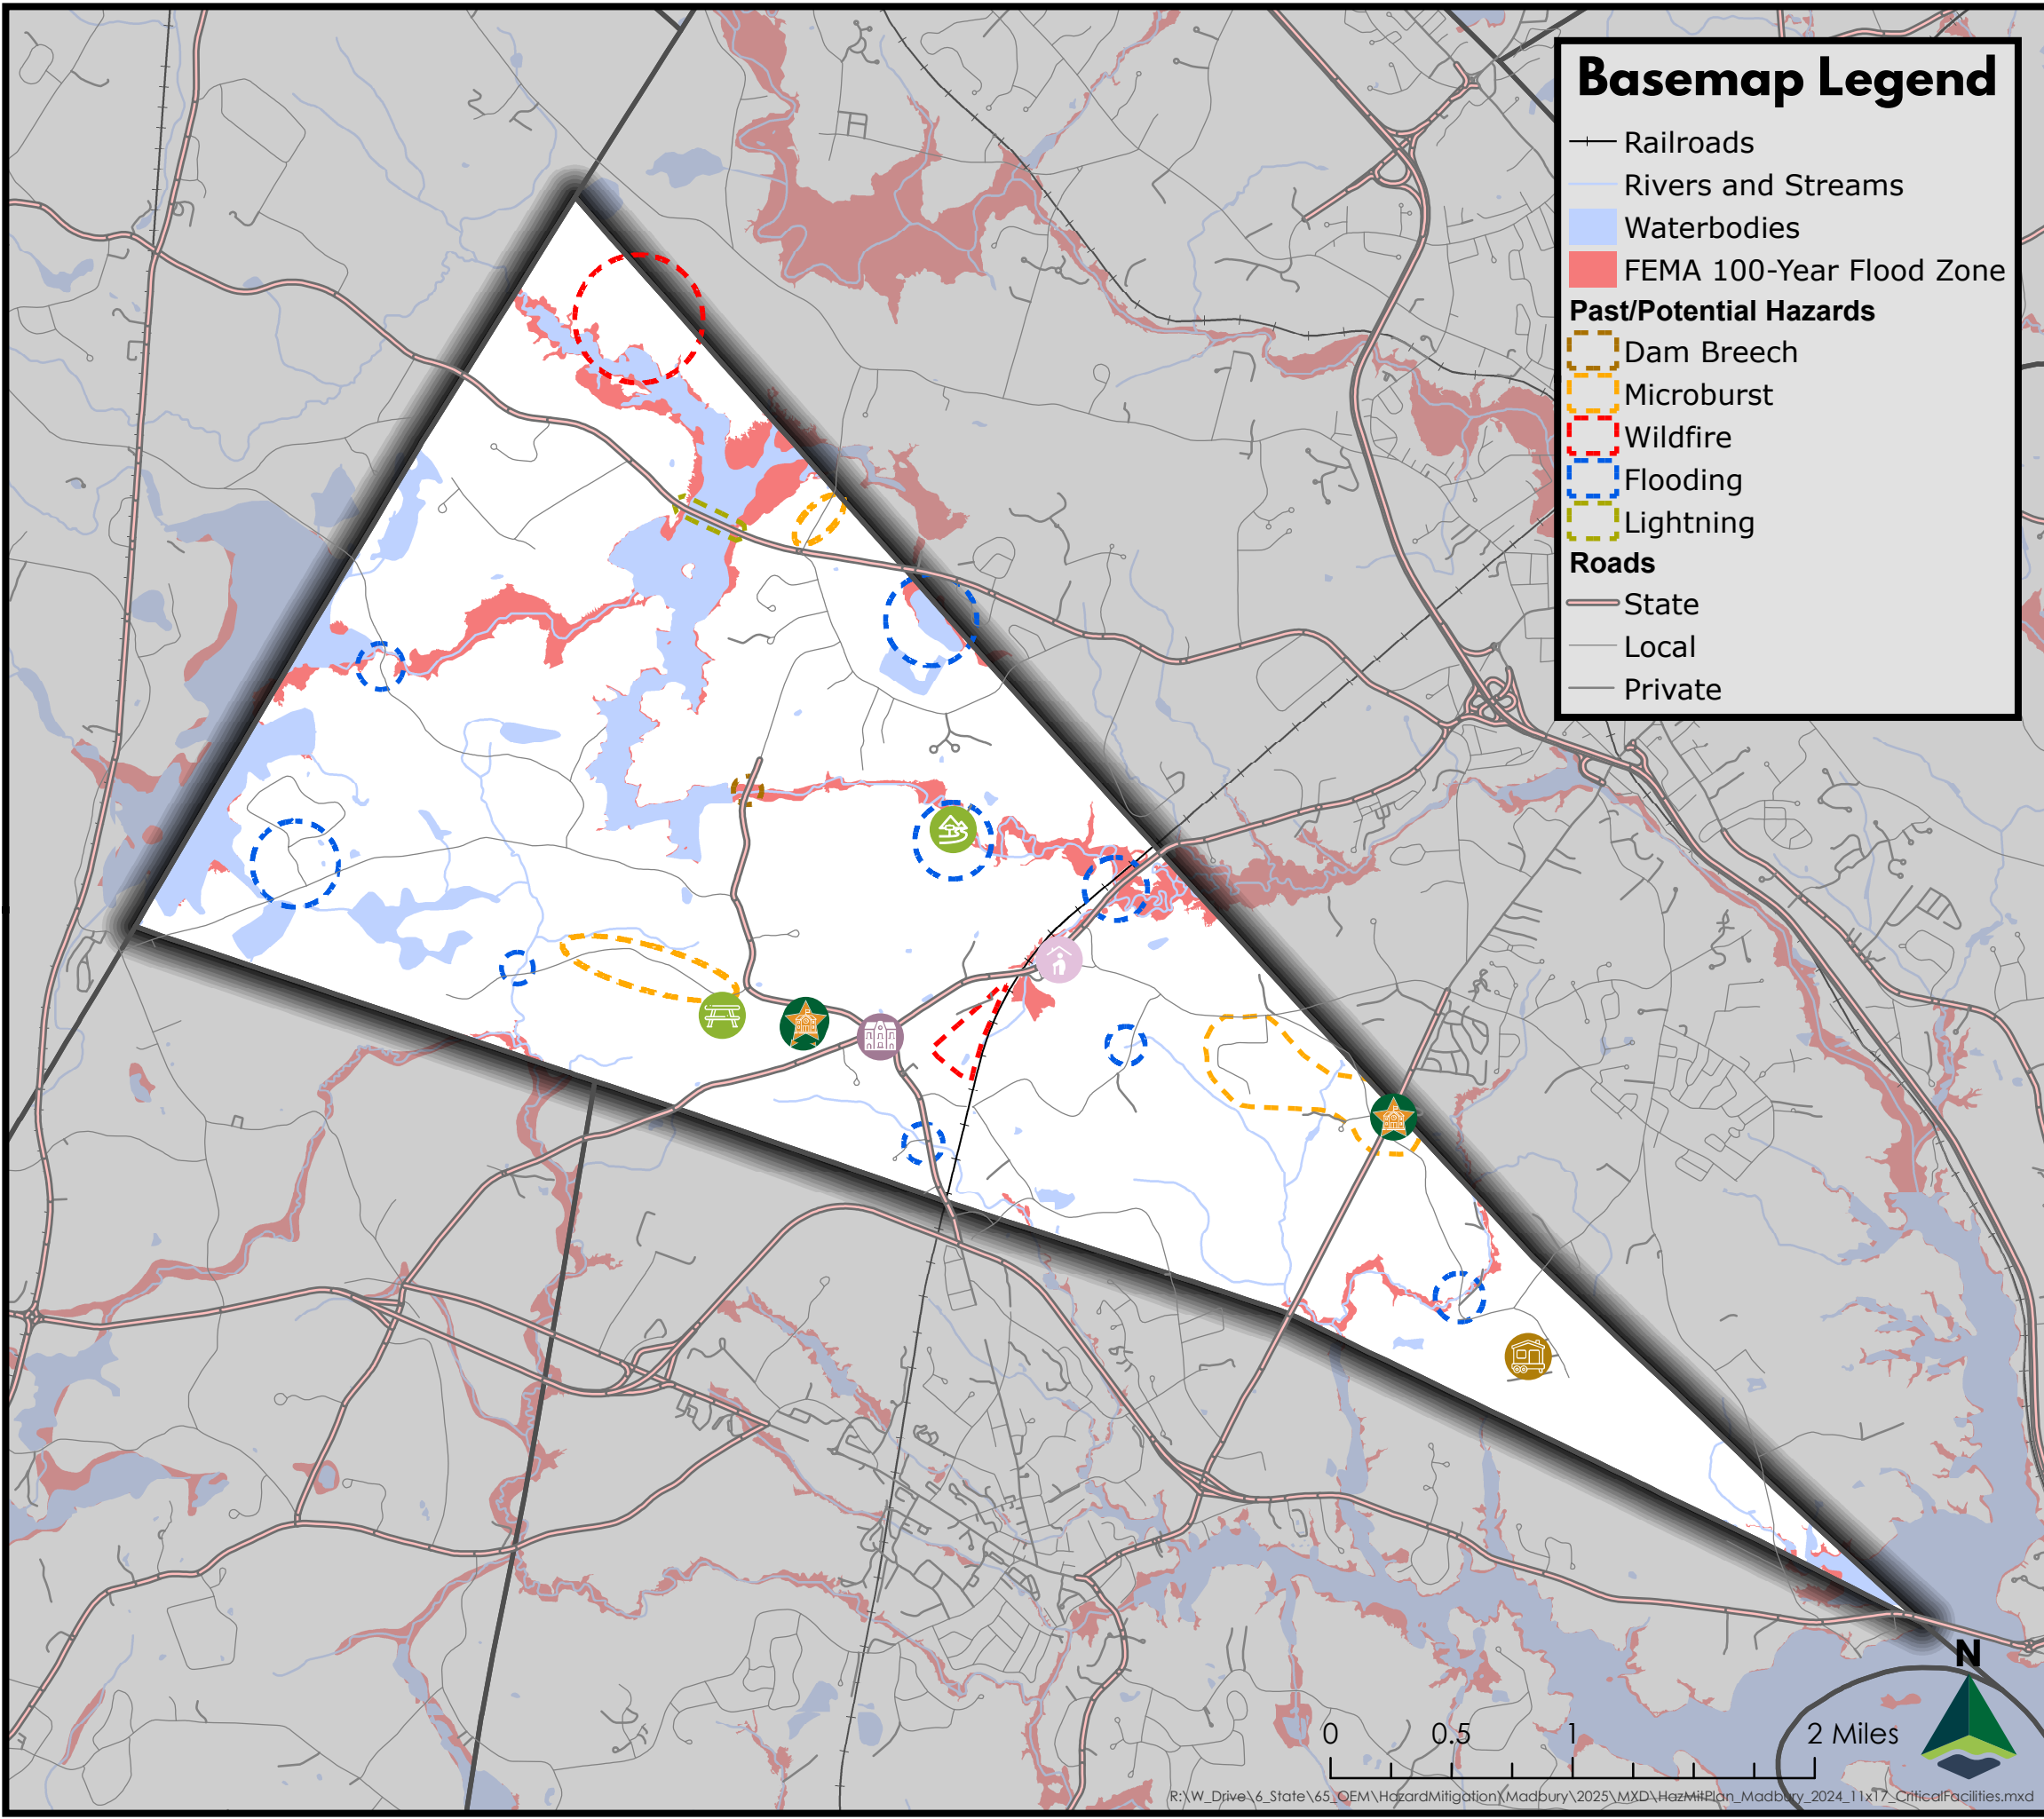 Basemap Legend
Railroads
Rivers and Streams
Waterbodies
FEMA 100-Year Flood Zone
Past/Potential Hazards
Dam Breech
Microburst
Wildfire
Flooding
Lightning
Roads
State
Local
Private
N
0 0.5 1 2 Miles
R:\W_Drive\6_State\65_OEM\HazardMitigation\Madbury\2025\MXD\HazMitPlan_Madbury_2024_11x17_CriticalFacilities.mxd